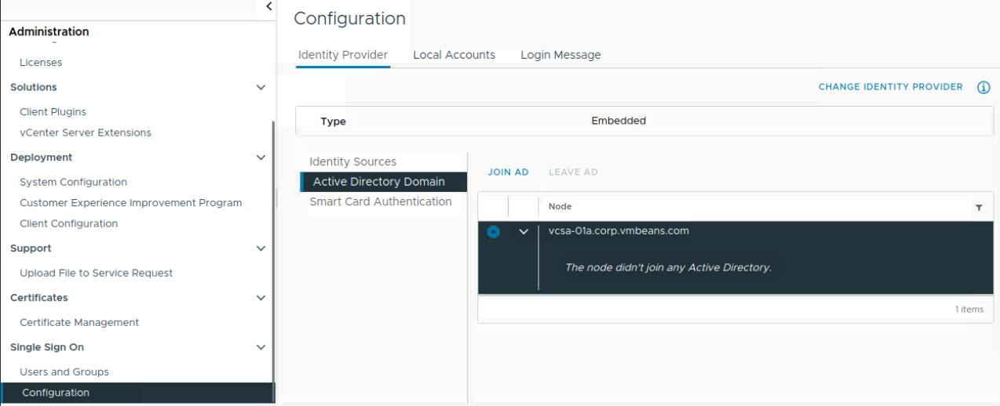 Administration
Licenses
Solutions
Client Plugins
vCenter Server Extensions
Deployment
System Configuration
Customer Experience Improvement Program
Client Configuration
Support
Upload File to Service Request
Certificates
Certificate Management
Single Sign On
Users and Groups
Configuration
Configuration
Identity Provider Local Accounts Login Message
CHANGE IDENTITY PROVIDER
Type Embedded
Identity Sources
Active Directory Domain
Smart Card Authentication
JOIN AD LEAVE AD
Node
vcsa-01a.corp.vmbeans.com
The node didn't join any Active Directory.
1 items